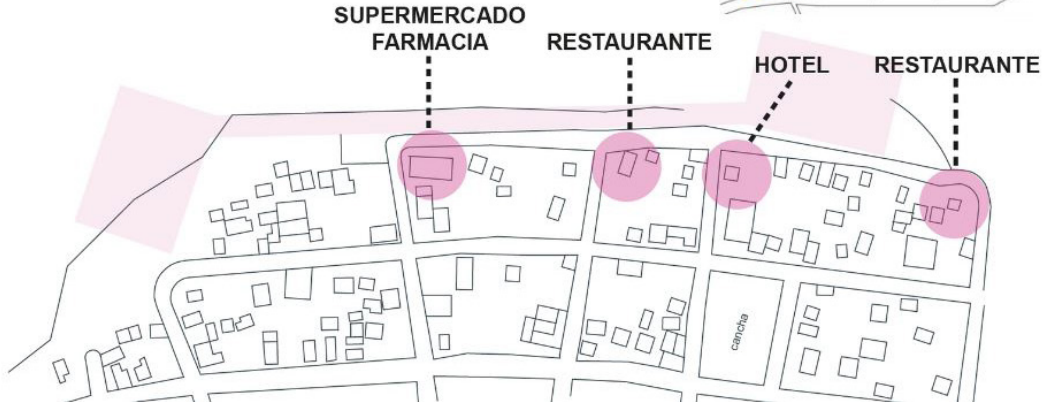 SUPERMERCADO
FARMACIA
RESTAURANTE
HOTEL
RESTAURANTE
cancha